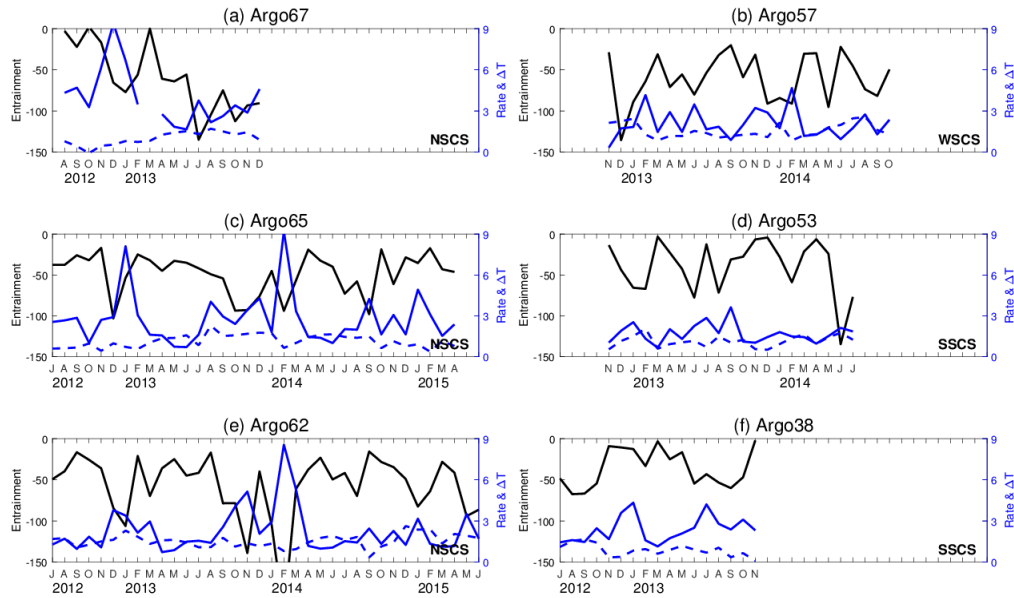 (a) Argo67
(b) Argo57
0 -50 -100 -150
Entrainment
9 6 3 0
Rate & ΔT
NSCS
A S O N D J F M A M J J A S O N D
2012 2013
0 -50 -100 -150
Entrainment
9 6 3 0
Rate & ΔT
WSCS
N D J F M A M J J A S O N D J F M A M J J A S O
2013 2014
(c) Argo65
(d) Argo53
0 -50 -100 -150
Entrainment
9 6 3 0
Rate & ΔT
NSCS
J A S O N D J F M A M J J A S O N D J F M A M J J A S O N D J F M A
2012 2013 2014 2015
0 -50 -100 -150
Entrainment
9 6 3 0
Rate & ΔT
SSCS
N D J F M A M J J A S O N D J F M A M J J
2013 2014
(e) Argo62
(f) Argo38
0 -50 -100 -150
Entrainment
9 6 3 0
Rate & ΔT
NSCS
J A S O N D J F M A M J J A S O N D J F M A M J J A S O N D J F M A M J
2012 2013 2014 2015
0 -50 -100 -150
Entrainment
9 6 3 0
Rate & ΔT
SSCS
J A S O N D J F M A M J J A S O N
2012 2013